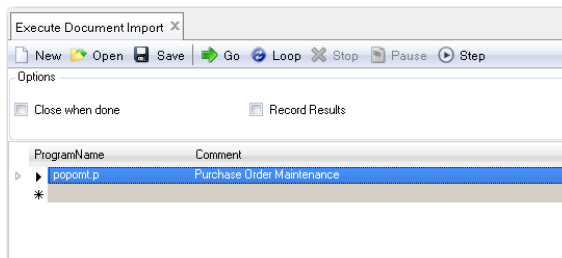 Execute Document Import
New Open Save Go Loop Stop Pause Step
Options
Close when done Record Results
ProgramName Comment
popomt.p Purchase Order Maintenance